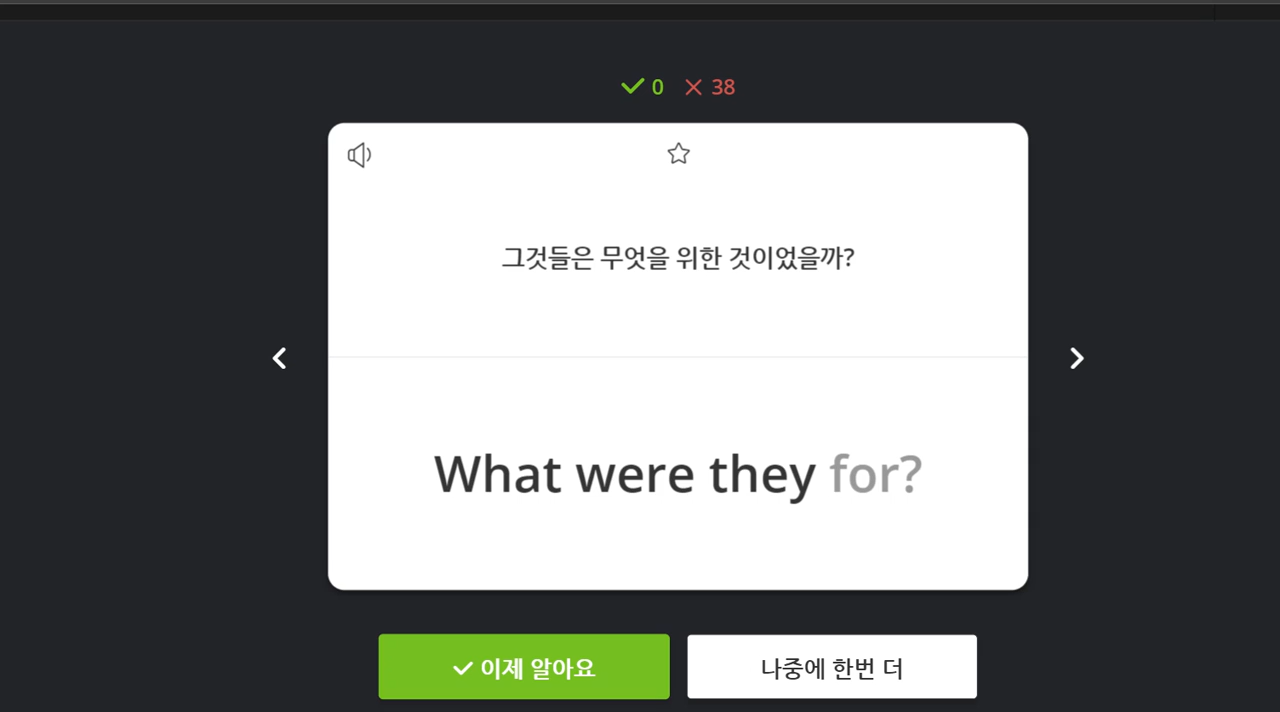 0 38
그것들은 무엇을 위한 것이었을까?
What were they for?
이제 알아요
나중에 한번 더